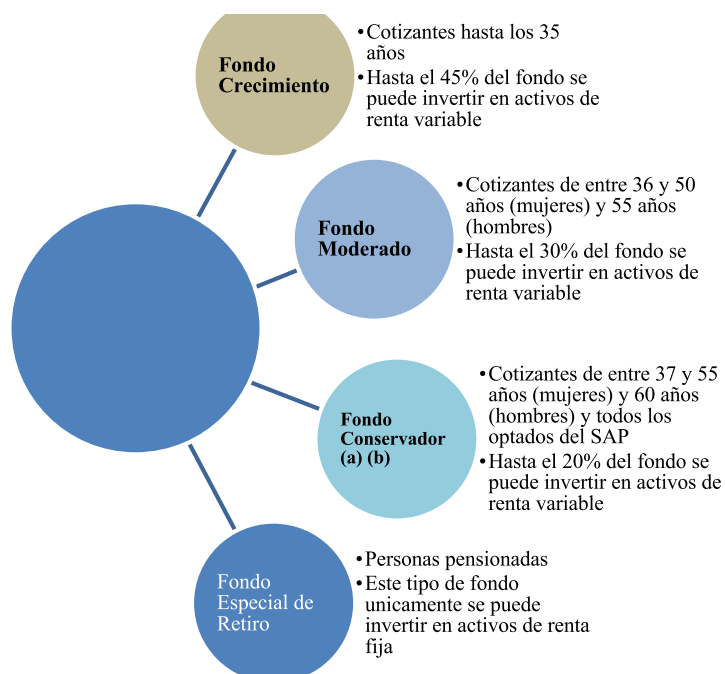 Fondo
Crecimiento
•Cotizantes hasta los 35
años
•Hasta el 45% del fondo se
puede invertir en activos de
renta variable
Fondo
Moderado
•Cotizantes de entre 36 y 50
años (mujeres) y 55 años
(hombres)
•Hasta el 30% del fondo se
puede invertir en activos de
renta variable
Fondo
Conservador
(a) (b)
•Cotizantes de entre 37 y 55
años (mujeres) y 60 años
(hombres) y todos los
optados del SAP
•Hasta el 20% del fondo se
puede invertir en activos de
renta variable
Fondo
Especial de
Retiro
•Personas pensionadas
•Este tipo de fondo
unicamente se puede
invertir en activos de renta
fija